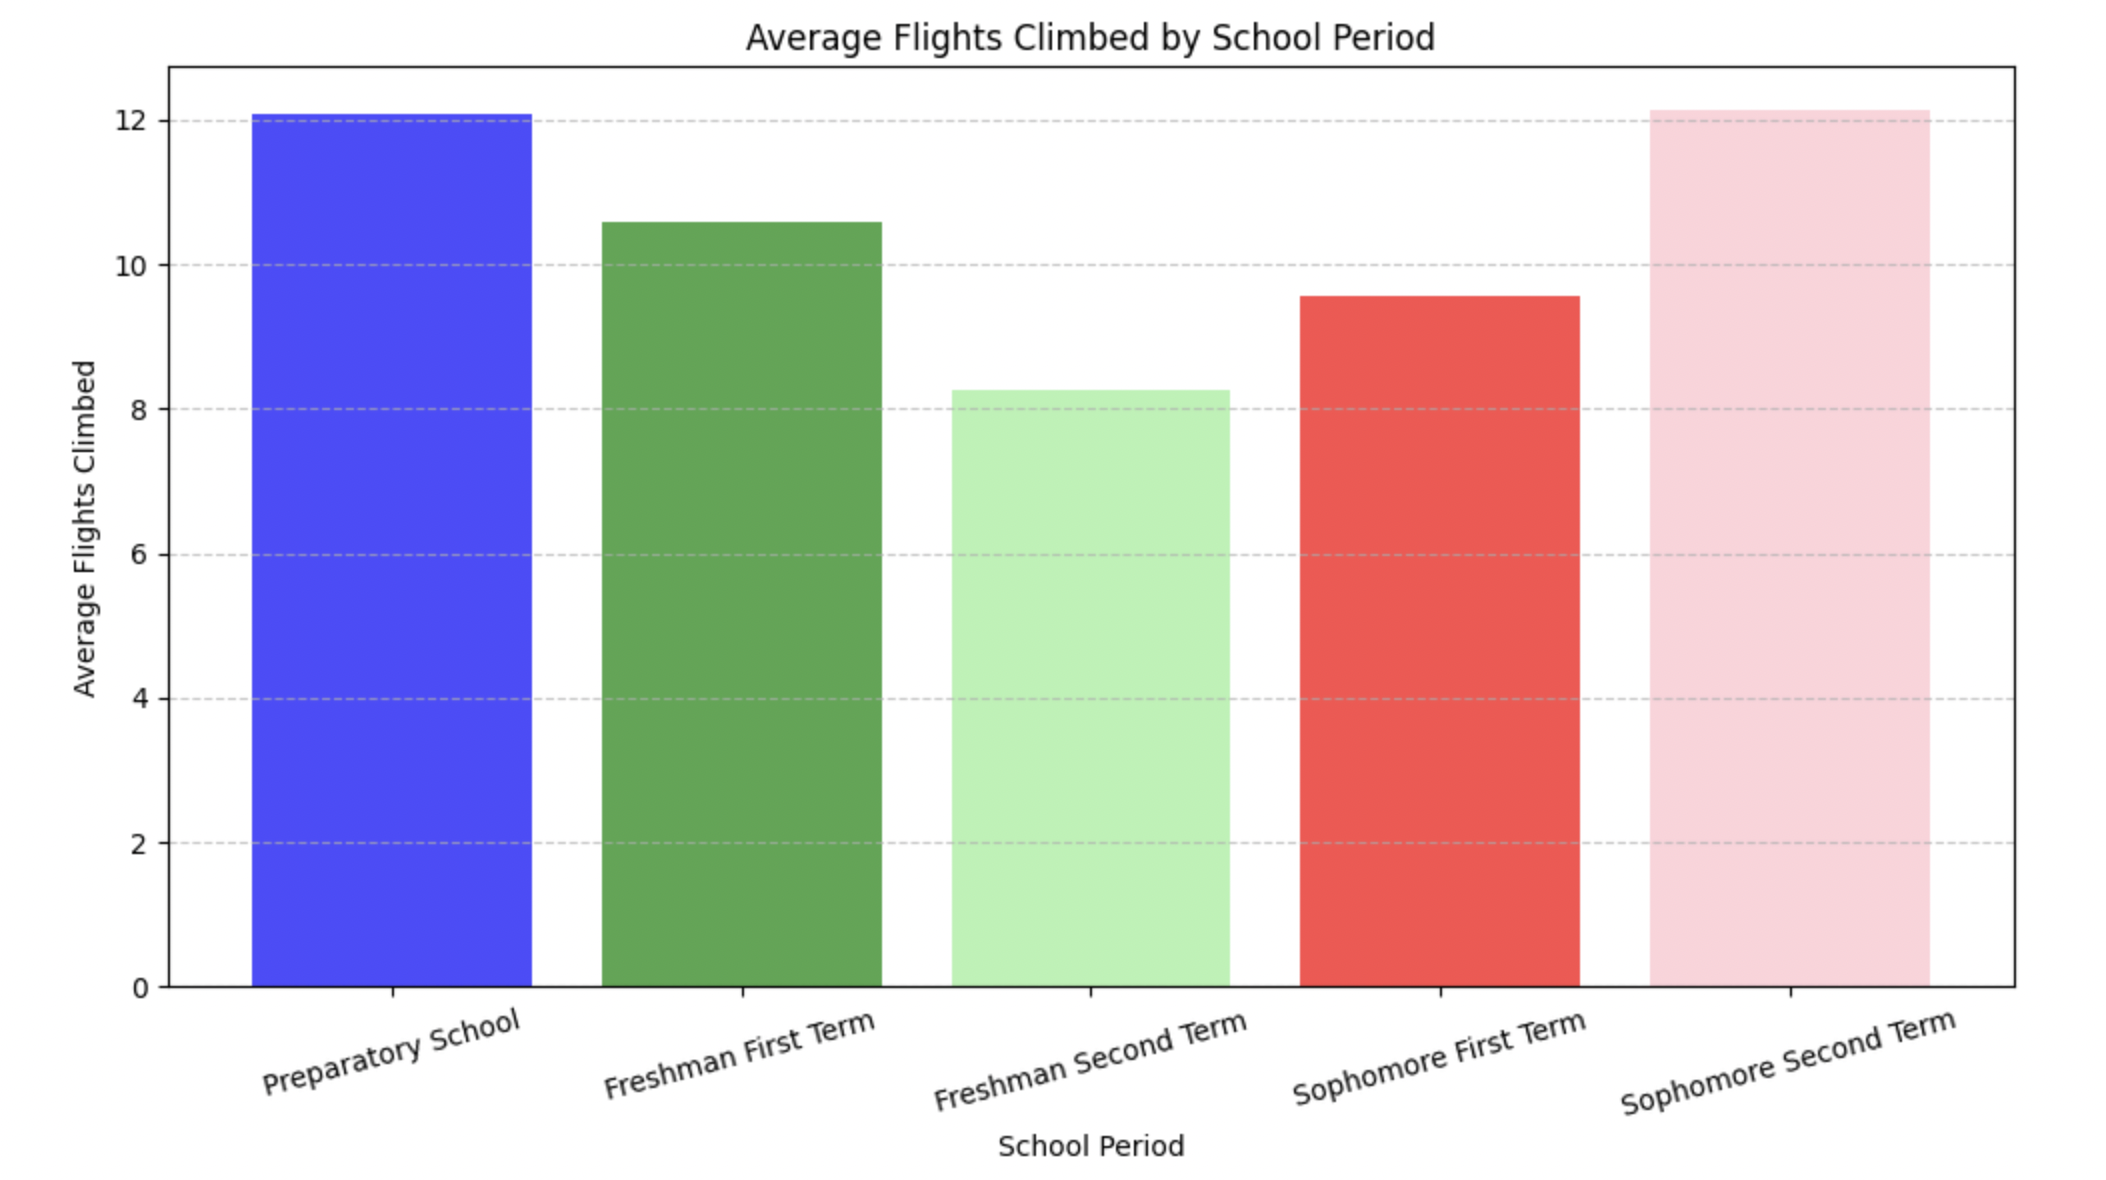 Average Flights Climbed by School Period
Average Flights Climbed
12
10
8
6
4
2
0
Preparatory School
Freshman First Term
Freshman Second Term
Sophomore First Term
Sophomore Second Term
School Period